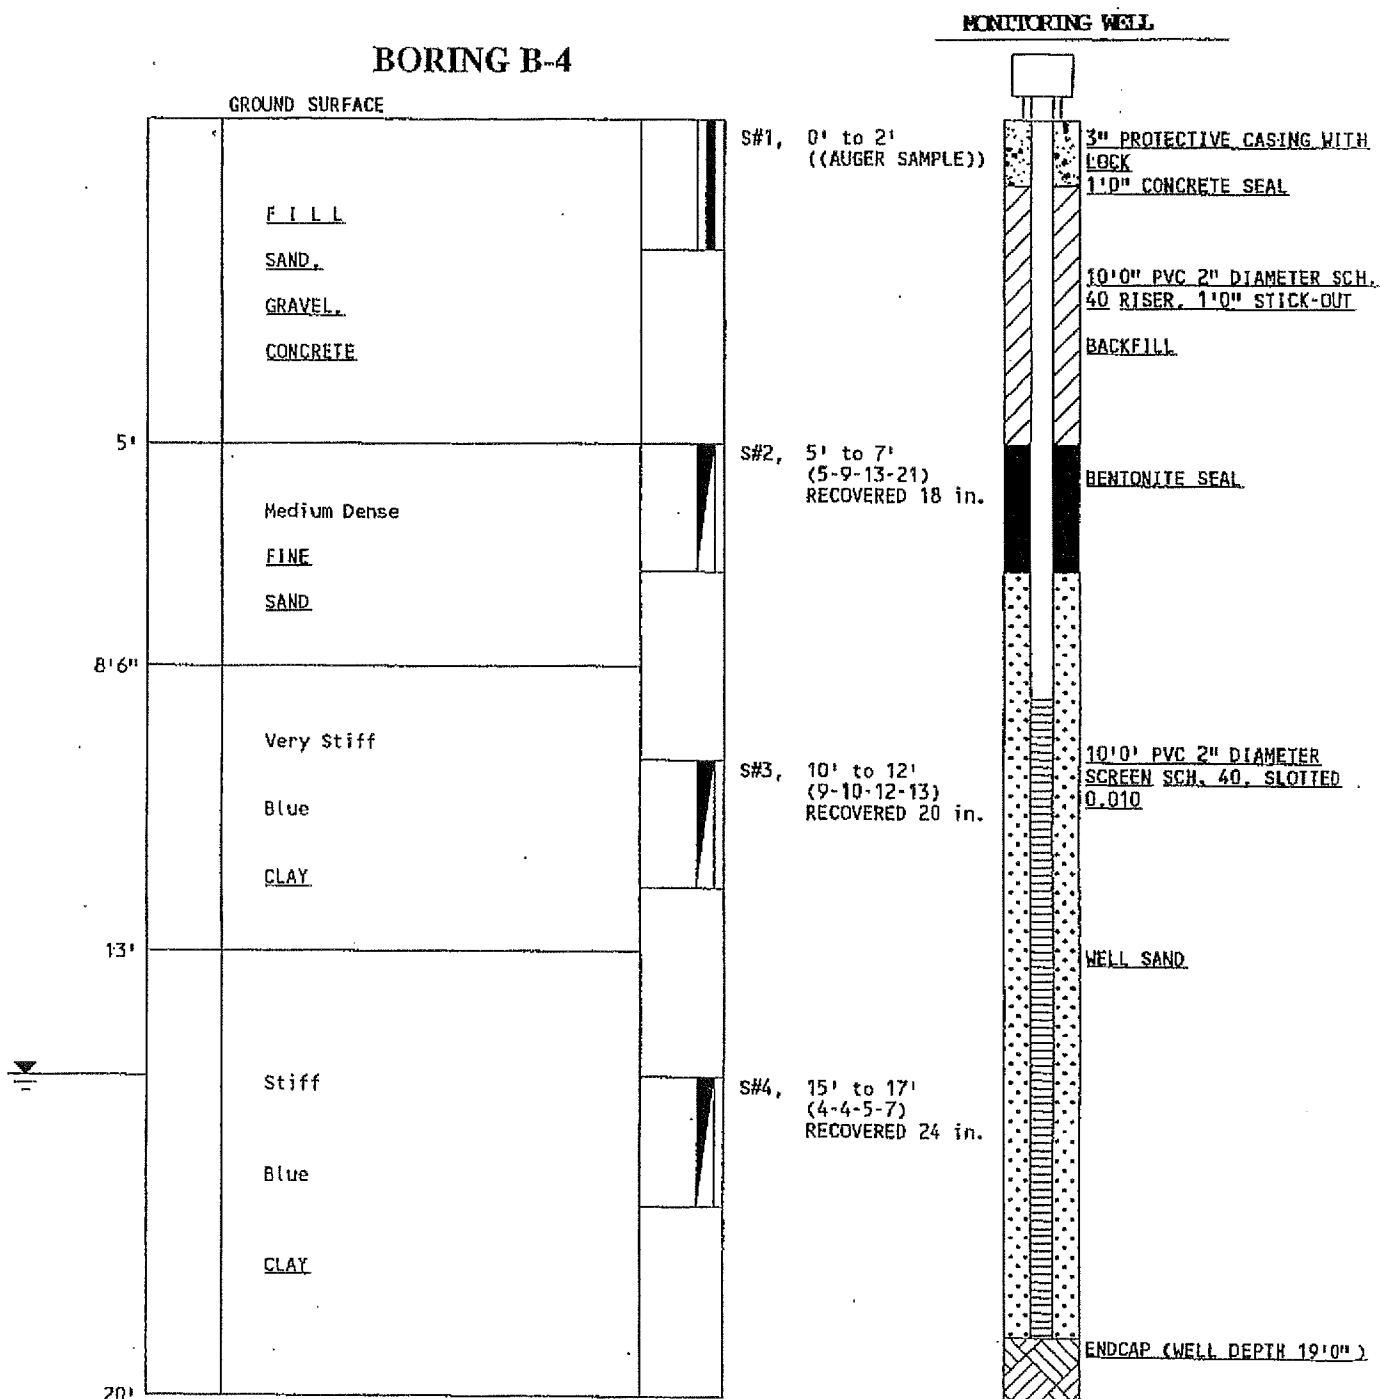 MONITORING WELL
BORING B-4
GROUND SURFACE
S#1, 0' to 2'
((AUGER SAMPLE))
3" PROTECTIVE CASING WITH
LOCK
1'0" CONCRETE SEAL
F I L L
SAND,
GRAVEL,
CONCRETE
10'0" PVC 2" DIAMETER SCH.
40 RISER, 1'0" STICK-OUT
BACKFILL
5'
S#2, 5' to 7'
(5-9-13-21)
RECOVERED 18 in.
BENTONITE SEAL
Medium Dense
FINE
SAND
8'6"
Very Stiff
Blue
CLAY
S#3, 10' to 12'
(9-10-12-13)
RECOVERED 20 in.
10'0' PVC 2" DIAMETER
SCREEN SCH. 40, SLOTTED
0.010
13'
WELL SAND
Stiff
Blue
CLAY
S#4, 15' to 17'
(4-4-5-7)
RECOVERED 24 in.
ENDCAP (WELL DEPTH 19'0")
20'